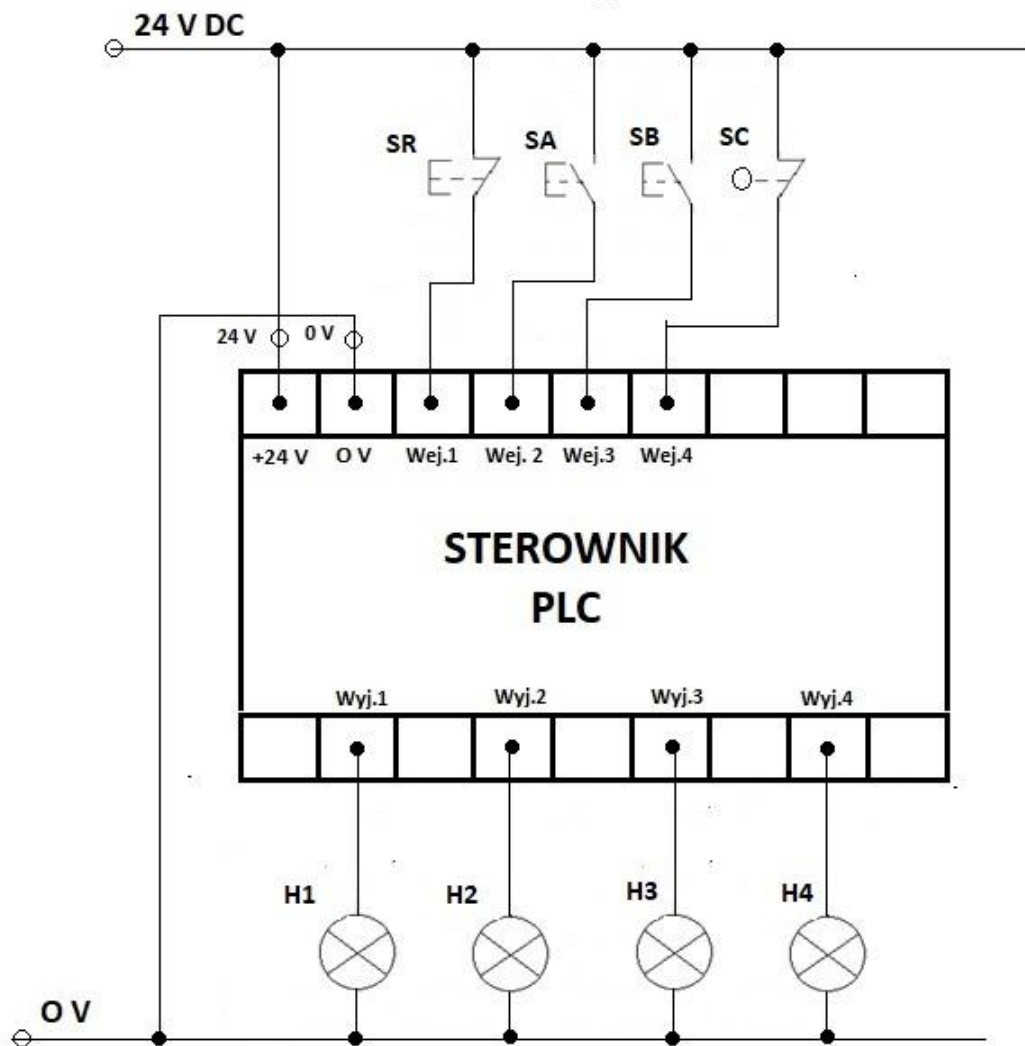 24 V DC
SR
SA
SB
SC
24 V
0 V
+24 V
O V
Wej.1
Wej. 2
Wej.3
Wej.4
STEROWNIK
PLC
Wyj.1
Wyj.2
Wyj.3
Wyj.4
H1
H2
H3
H4
O V